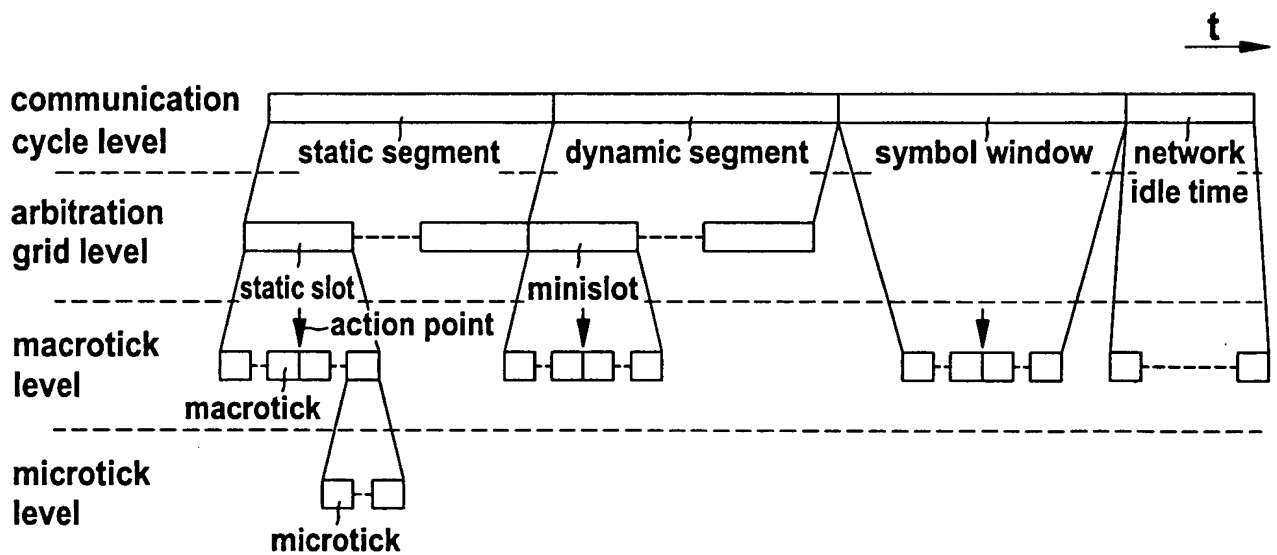 t
communication
cycle level
static segment
dynamic segment
symbol window
network
idle time
arbitration
grid level
static slot
minislot
action point
macrotick
level
macrotick
microtick
level
microtick